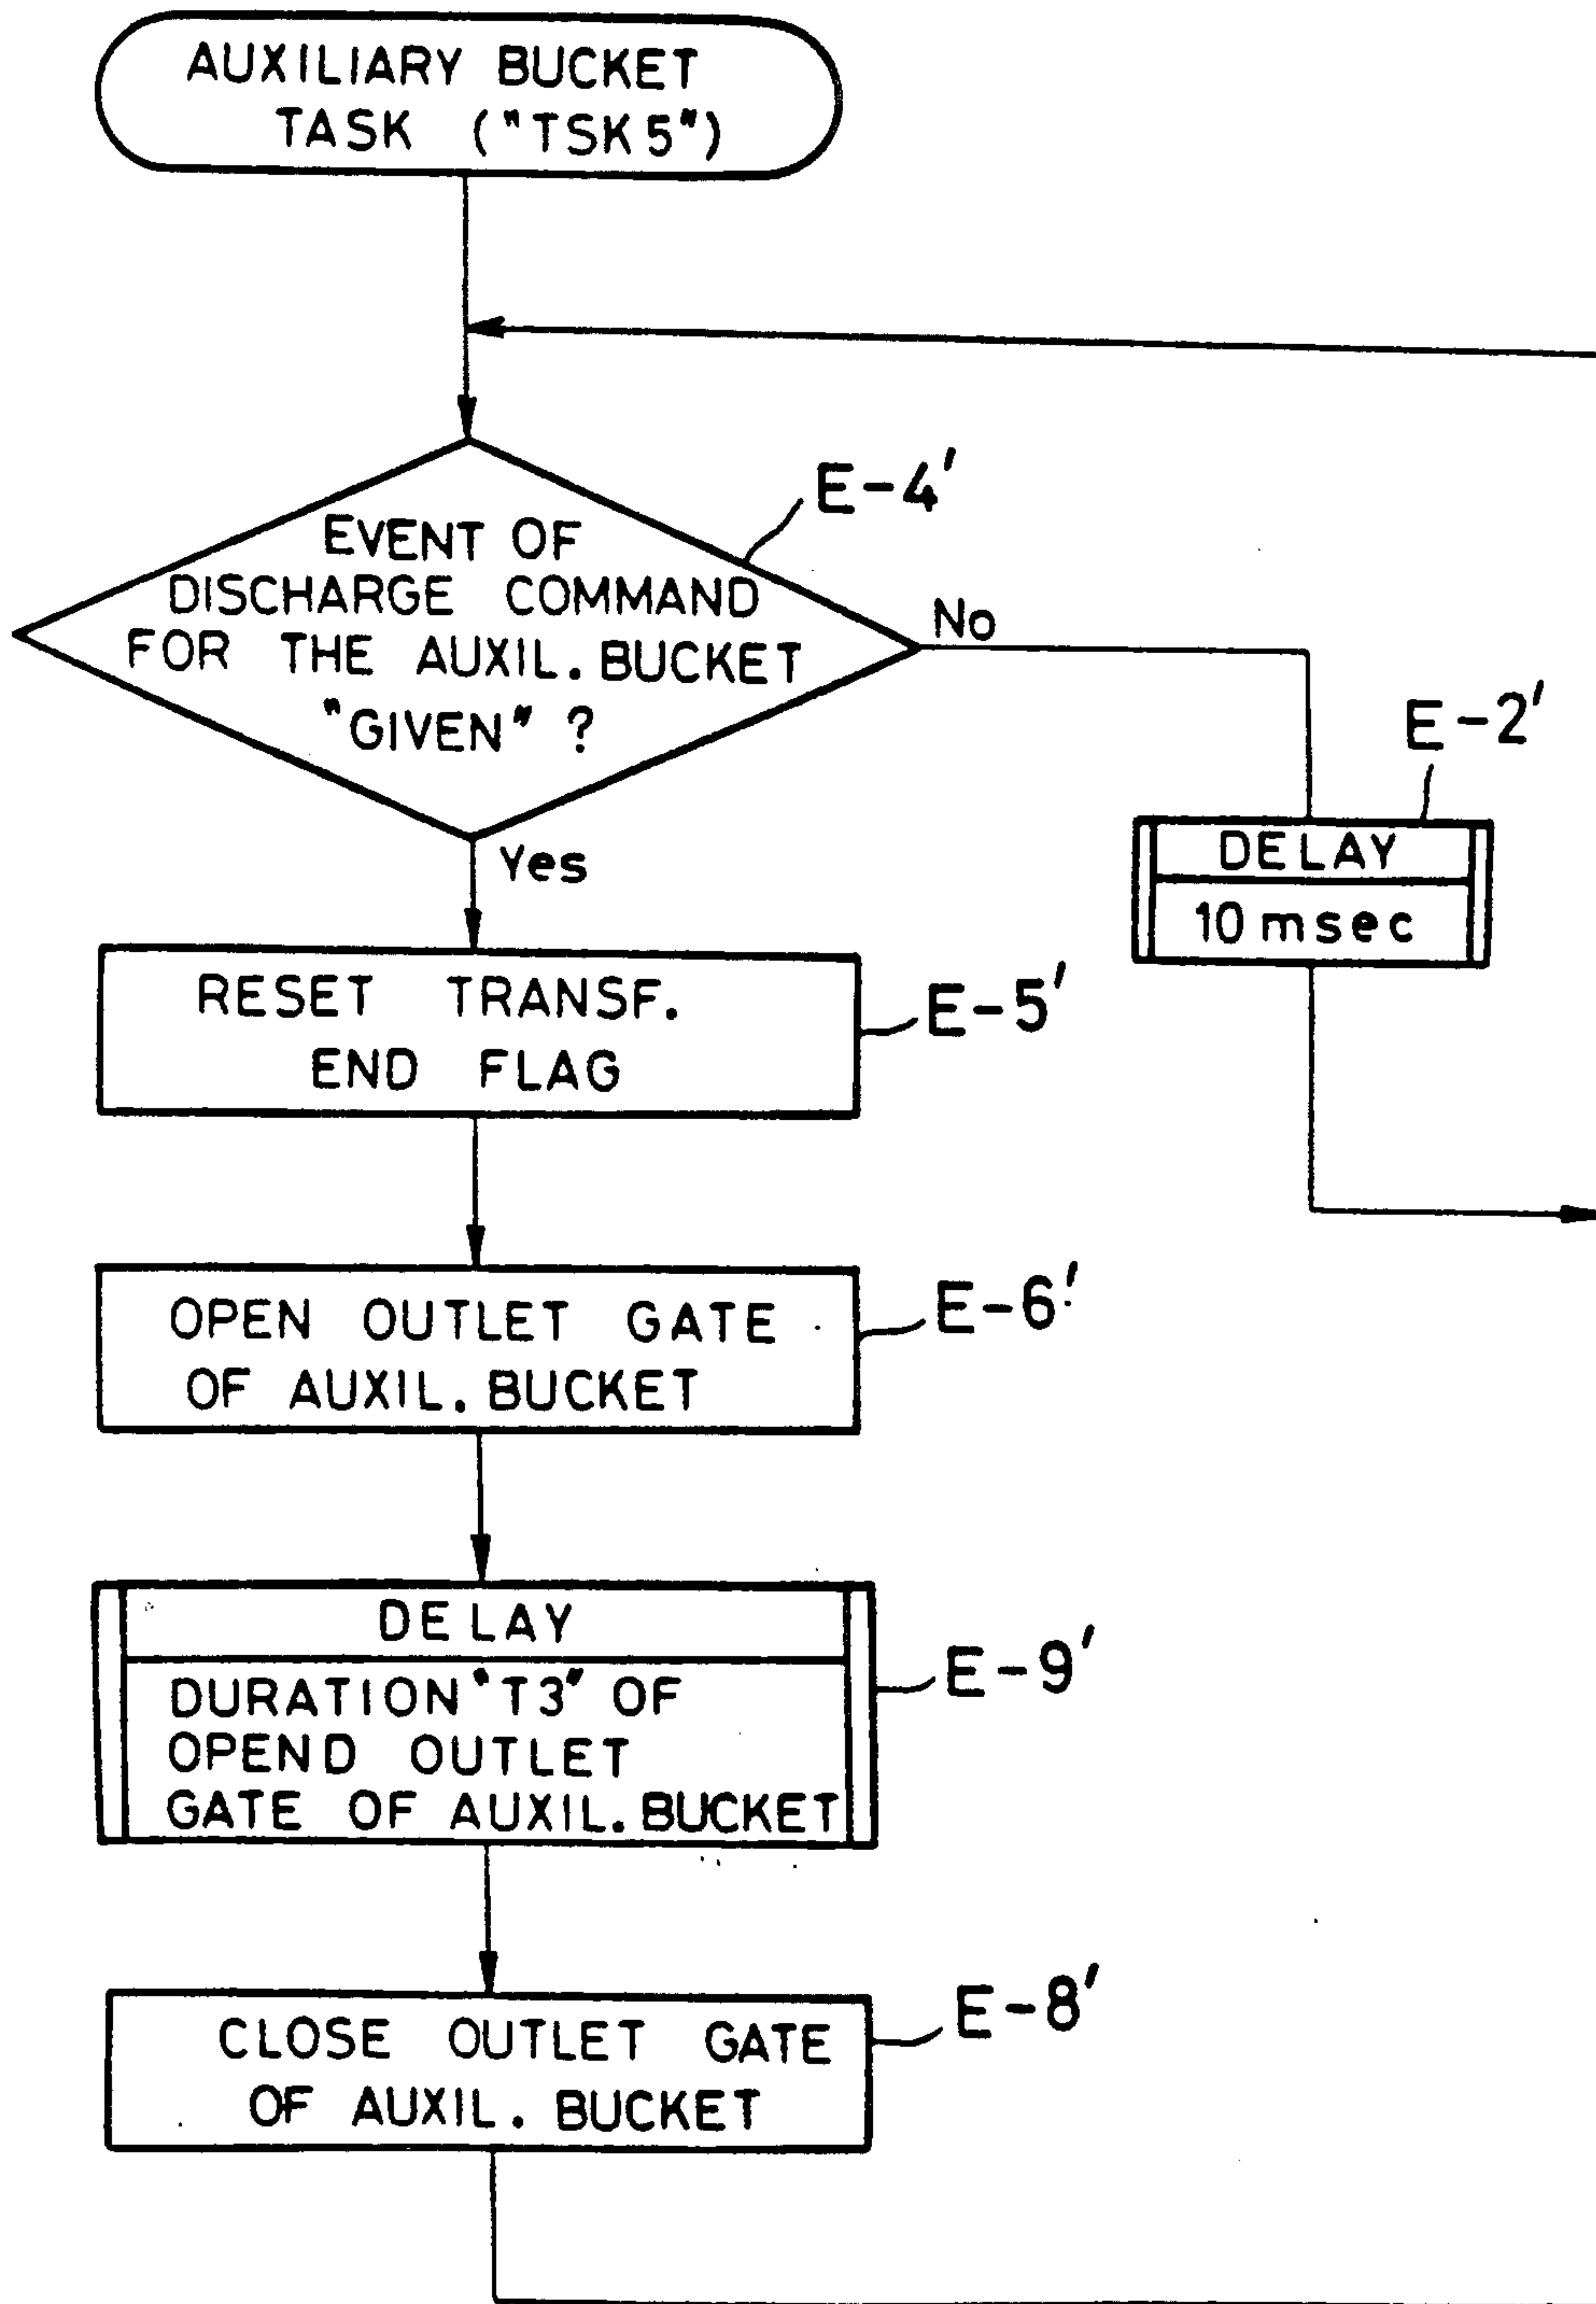 AUXILIARY BUCKET
TASK ("TSK5")
E-4'
EVENT OF
DISCHARGE COMMAND
FOR THE AUXIL. BUCKET
"GIVEN" ?
No
Yes
E-2'
DELAY
10 msec
RESET TRANSF.
END FLAG
E-5'
OPEN OUTLET GATE
OF AUXIL. BUCKET
E-6'
DELAY
DURATION "T3" OF
OPEND OUTLET
GATE OF AUXIL. BUCKET
E-9'
CLOSE OUTLET GATE
OF AUXIL. BUCKET
E-8'